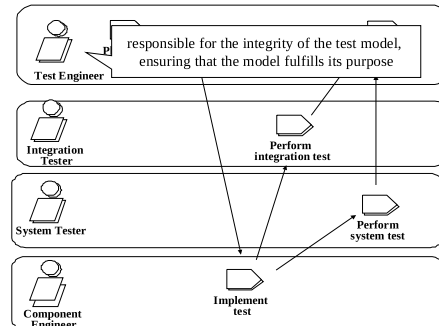 responsible for the integrity of the test model,
ensuring that the model fulfills its purpose
Test Engineer
Integration
Tester
Perform
integration test
System Tester
Perform
system test
Implement
test
Component
Engineer